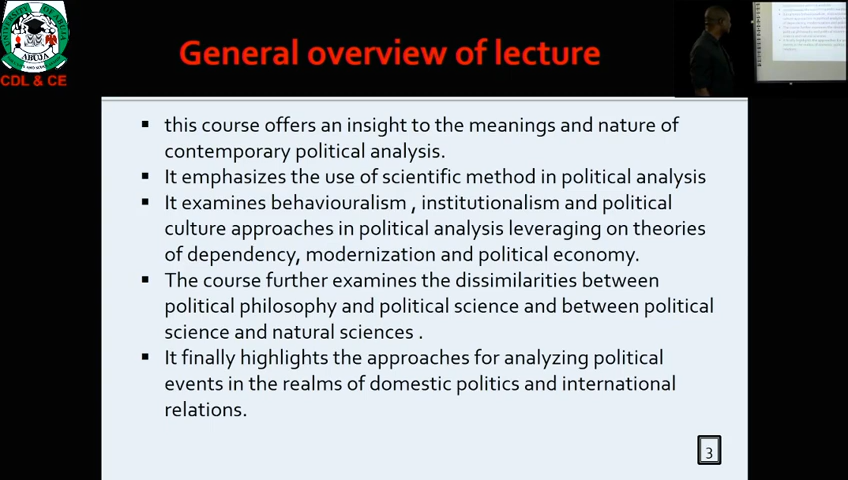 UNIVERSITY OF ABUJA
ABUJA
CDL & CE
General overview of lecture
▪ this course offers an insight to the meanings and nature of
contemporary political analysis.
▪ It emphasizes the use of scientific method in political analysis
▪ It examines behaviouralism , institutionalism and political
culture approaches in political analysis leveraging on theories
of dependency, modernization and political economy.
▪ The course further examines the dissimilarities between
political philosophy and political science and between political
science and natural sciences .
▪ It finally highlights the approaches for analyzing political
events in the realms of domestic politics and international
relations.
3